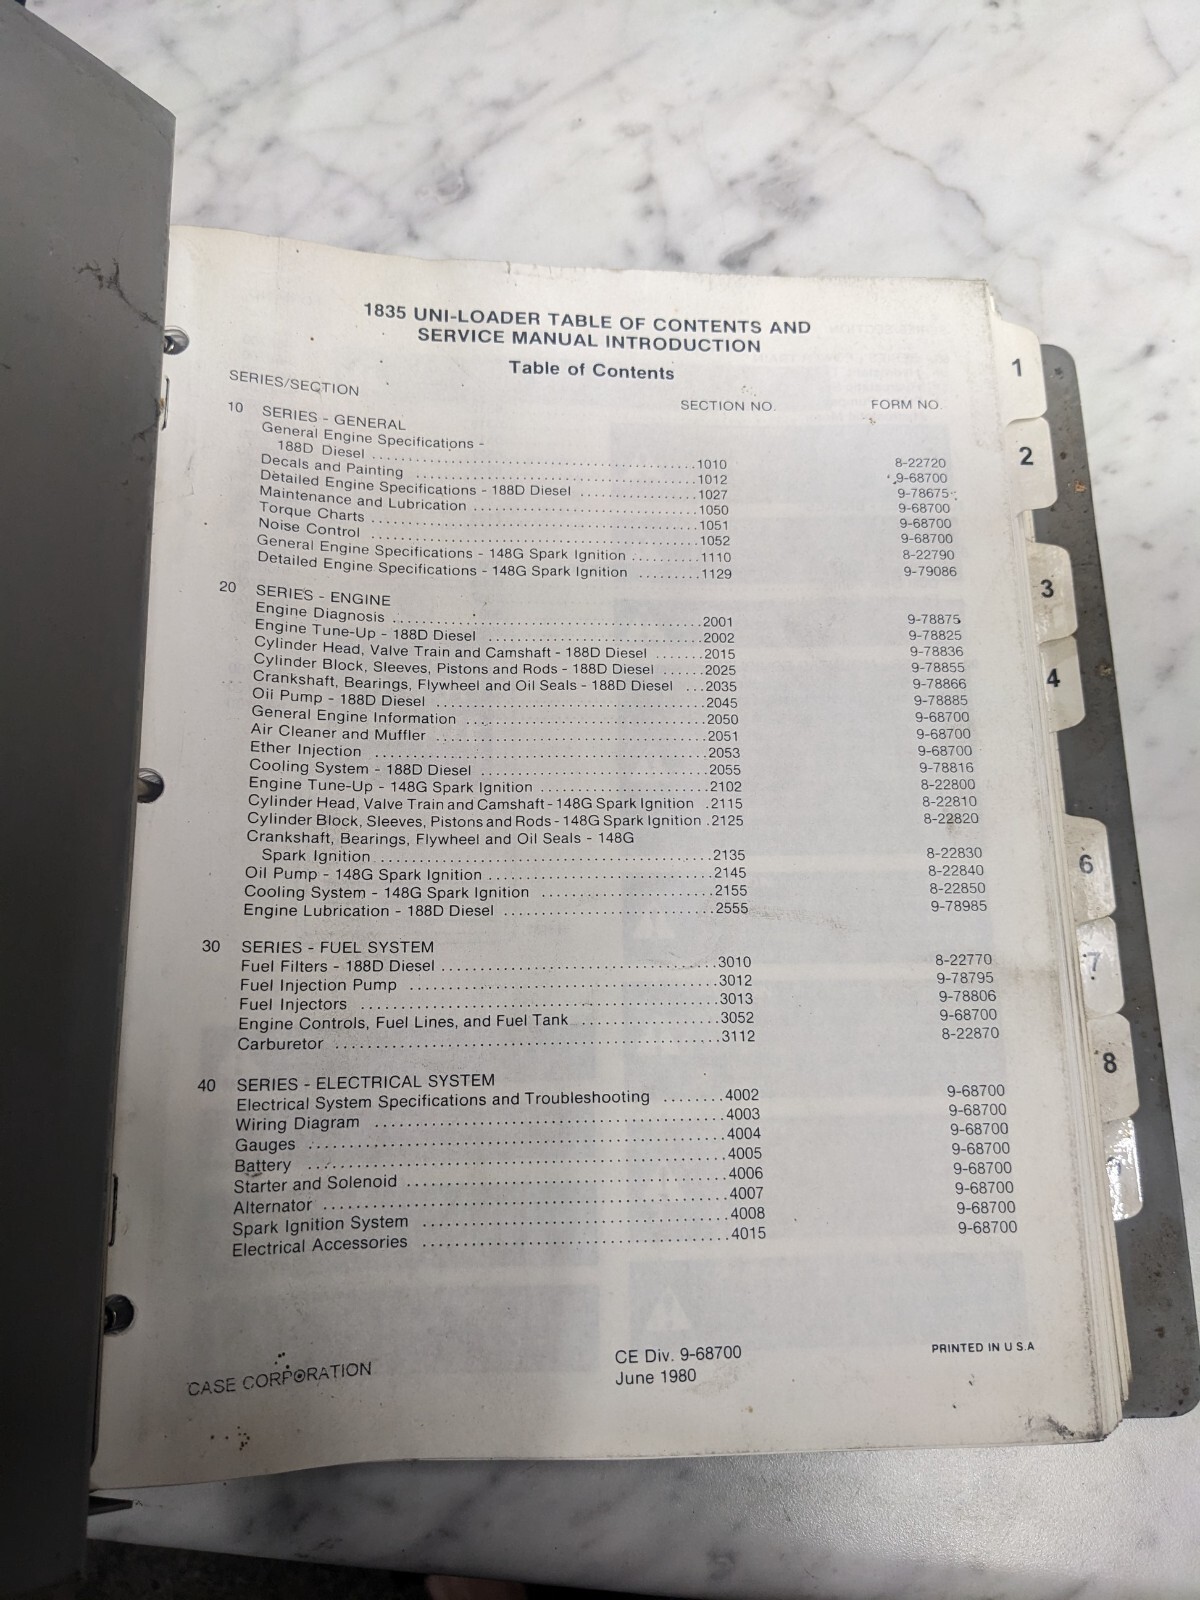 1835 UNI-LOADER TABLE OF CONTENTS AND
SERVICE MANUAL INTRODUCTION
Table of Contents
SERIES/SECTION SECTION NO. FORM NO.
10 SERIES - GENERAL
General Engine Specifications -
188D Diesel ........................................1010 8-22720
Decals and Painting ........................................1012 9-68700
Detailed Engine Specifications - 188D Diesel ...............1027 9-78675
Maintenance and Lubrication ..............................1050 9-68700
Torque Charts ........................................1051 9-68700
Noise Control ........................................1052 9-68700
General Engine Specifications - 148G Spark Ignition .........1110 8-22790
Detailed Engine Specifications - 148G Spark Ignition .........1129 9-79086
20 SERIES - ENGINE
Engine Diagnosis ........................................2001 9-78875
Engine Tune-Up - 188D Diesel ..............................2002 9-78825
Cylinder Head, Valve Train and Camshaft - 188D Diesel .......2015 9-78836
Cylinder Block, Sleeves, Pistons and Rods - 188D Diesel ......2025 9-78855
Crankshaft, Bearings, Flywheel and Oil Seals - 188D Diesel ...2035 9-78866
Oil Pump - 188D Diesel ...................................2045 9-78885
General Engine Information ..............................2050 9-68700
Air Cleaner and Muffler ..................................2051 9-68700
Ether Injection ........................................2053 9-68700
Cooling System - 188D Diesel ..............................2055 9-78816
Engine Tune-Up - 148G Spark Ignition ......................2102 8-22800
Cylinder Head, Valve Train and Camshaft - 148G Spark Ignition .2115 8-22810
Cylinder Block, Sleeves, Pistons and Rods - 148G Spark Ignition .2125 8-22820
Crankshaft, Bearings, Flywheel and Oil Seals - 148G
Spark Ignition ........................................2135 8-22830
Oil Pump - 148G Spark Ignition ............................2145 8-22840
Cooling System - 148G Spark Ignition ......................2155 8-22850
Engine Lubrication - 188D Diesel ..........................2555 9-78985
30 SERIES - FUEL SYSTEM
Fuel Filters - 188D Diesel ..................................3010 8-22770
Fuel Injection Pump ......................................3012 9-78795
Fuel Injectors ..........................................3013 9-78806
Engine Controls, Fuel Lines, and Fuel Tank .................3052 9-68700
Carburetor ............................................3112 8-22870
40 SERIES - ELECTRICAL SYSTEM
Electrical System Specifications and Troubleshooting ........4002 9-68700
Wiring Diagram ........................................4003 9-68700
Gauges ..............................................4004 9-68700
Battery ..............................................4005 9-68700
Starter and Solenoid ....................................4006 9-68700
Alternator ............................................4007 9-68700
Spark Ignition System ..................................4008 9-68700
Electrical Accessories ..................................4015 9-68700
CASE CORPORATION
CE Div. 9-68700
June 1980
PRINTED IN U S.A
1
2
3
4
6
7
8